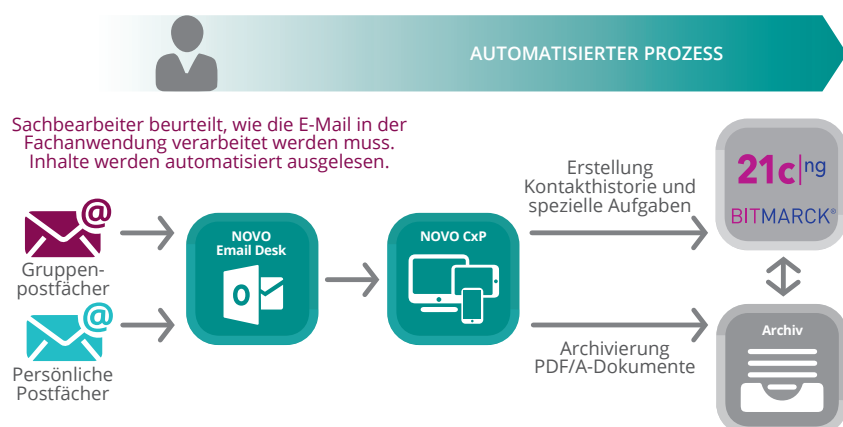 AUTOMATISIERTER PROZESS
Sachbearbeiter beurteilt, wie die E-Mail in der
Fachanwendung verarbeitet werden muss.
Inhalte werden automatisiert ausgelesen.
@
Gruppen-
postfächer
@
Persönliche
Postfächer
NOVO
Email Desk
O
NOVO CxP
Erstellung
Kontakthistorie und
spezielle Aufgaben
Archivierung
PDF/A-Dokumente
21c|ng
BITMARCK®
Archiv